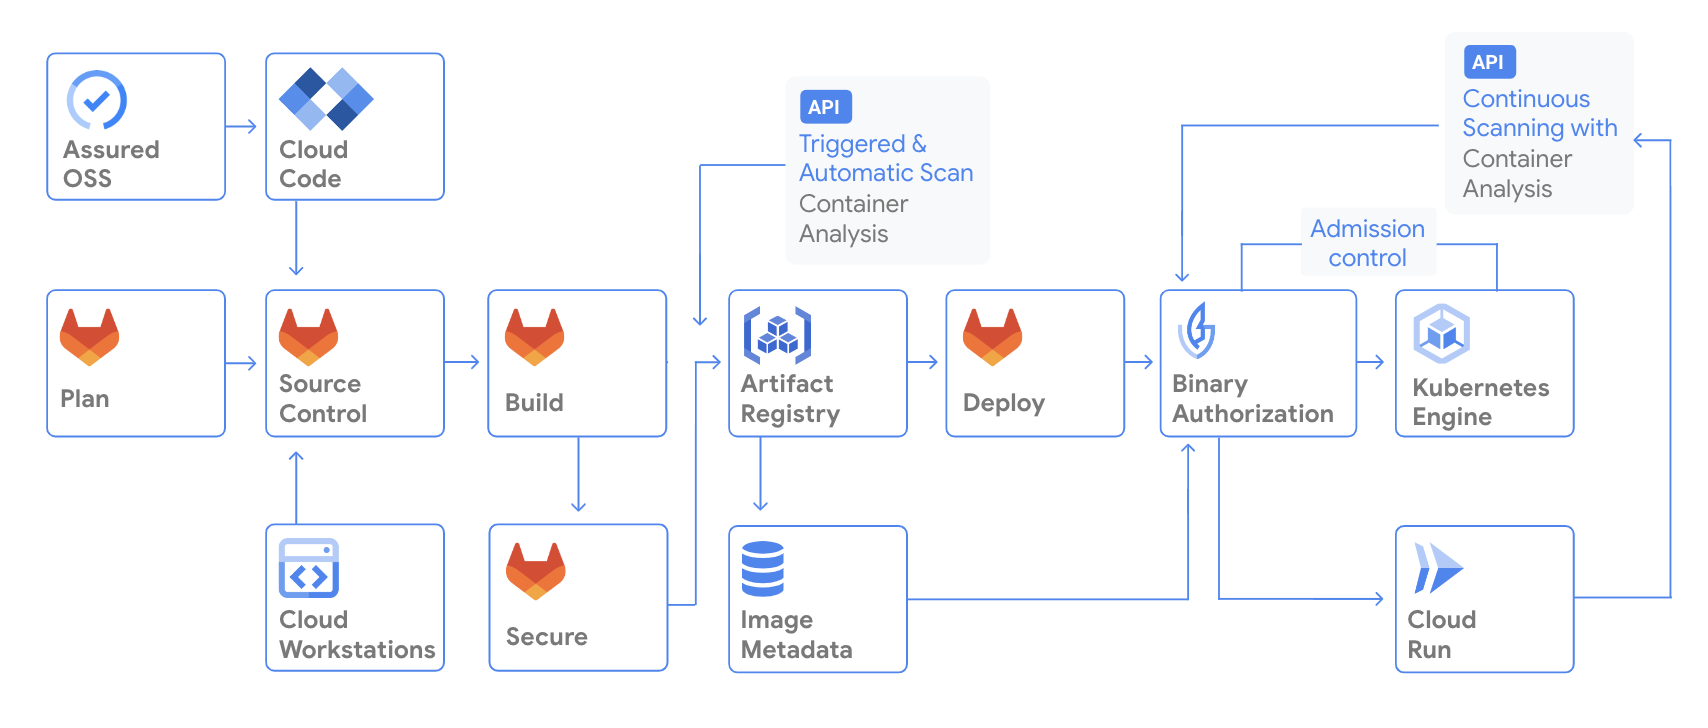 Assured
OSS
Cloud
Code
API
Triggered &
Automatic Scan
Container
Analysis
API
Continuous
Scanning with
Container
Analysis
Admission
control
Plan
Source
Control
Build
Artifact
Registry
Deploy
Binary
Authorization
Kubernetes
Engine
Cloud
Workstations
Secure
Image
Metadata
Cloud
Run